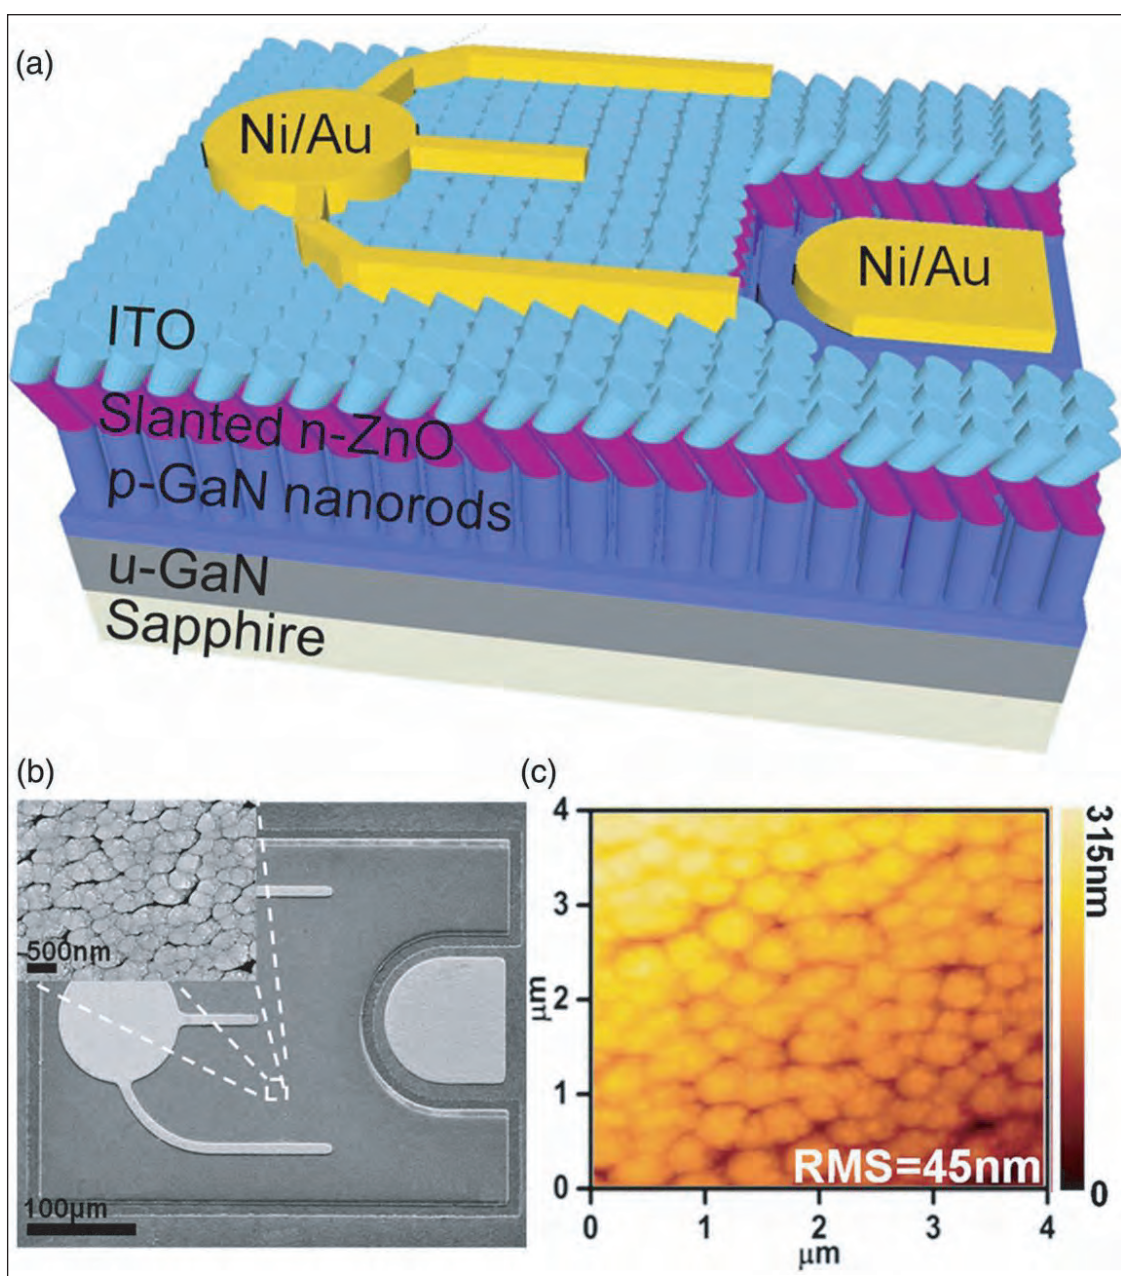 (a)
Ni/Au
Ni/Au
ITO
Slanted n-ZnO
p-GaN nanorods
u-GaN
Sapphire
(b)
500nm
100μm
(c)
4
3
2
1
0
μm
0 1 2 3 4
μm
RMS=45nm
315nm
0